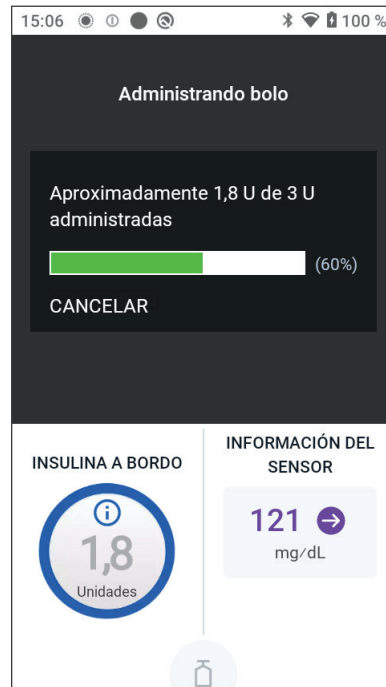 15:06 100 %
Administrando bolo
Aproximadamente 1,8 U de 3 U
administradas
(60%)
CANCELAR
INSULINA A BORDO
1,8
Unidades
INFORMACIÓN DEL
SENSOR
121
mg/dL